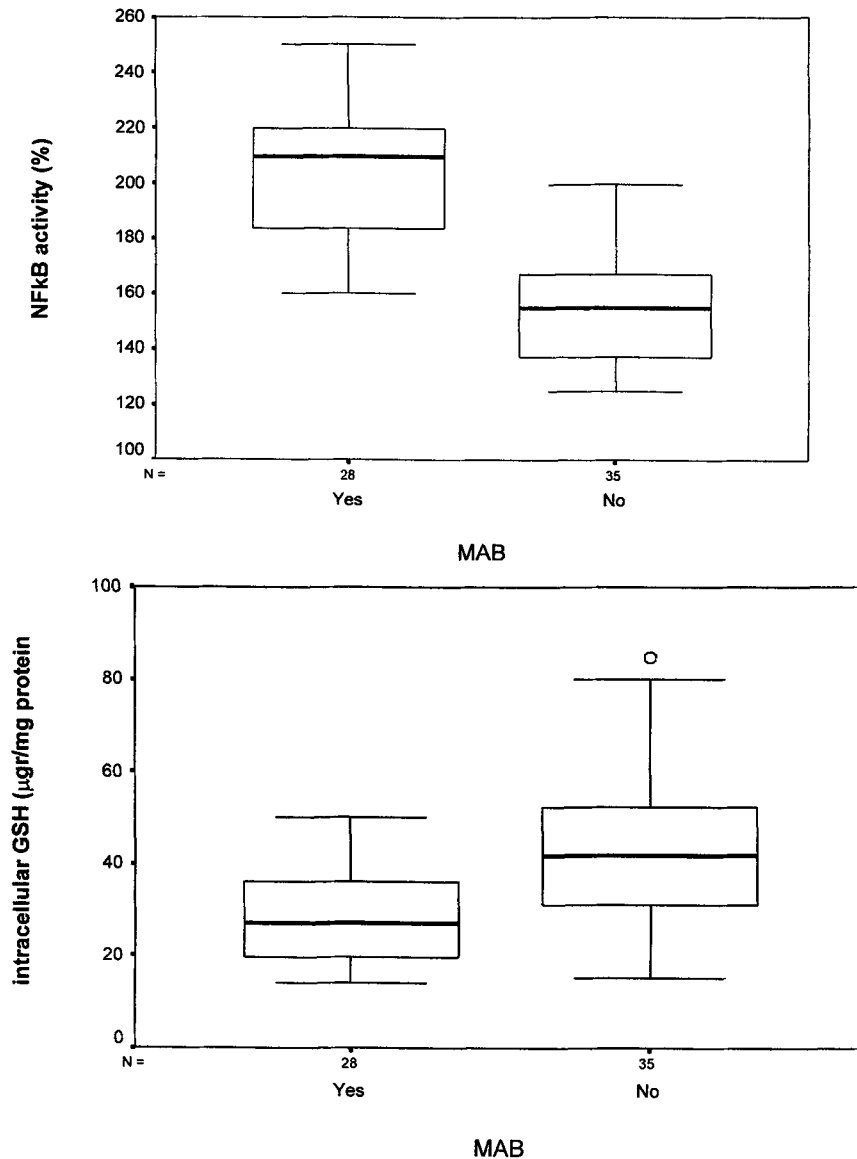 NFkB activity (%)
260
240
220
200
180
160
140
120
100
N =
28
35
Yes
No
MAB
intracellular GSH (µgr/mg protein
100
80
60
40
20
0
N =
28
35
Yes
No
MAB